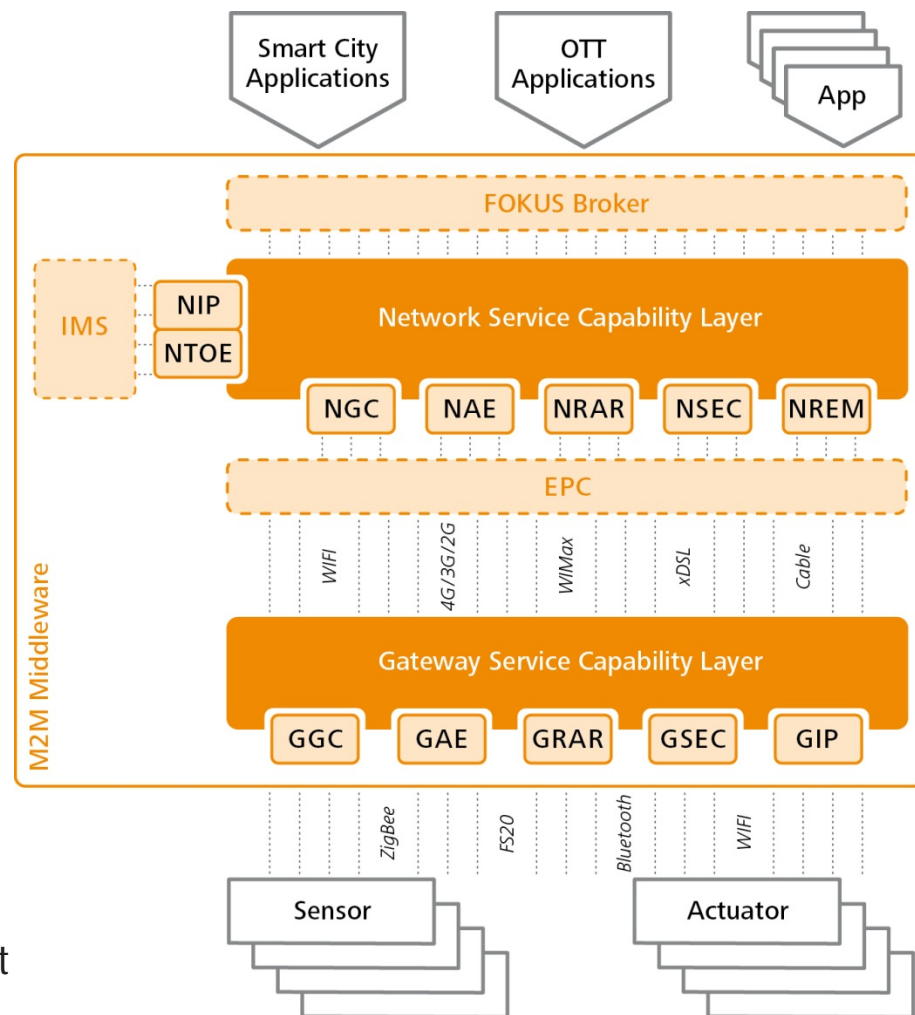 Smart City
Applications
OTT
Applications
App
FOKUS Broker
IMS
NIP
NTOE
Network Service Capability Layer
NGC
NAE
NRAR
NSEC
NREM
EPC
WIFI
4G/3G/2G
WIMax
xDSL
Cable
M2M Middleware
Gateway Service Capability Layer
GGC
GAE
GRAR
GSEC
GIP
ZigBee
FS20
Bluetooth
WIFI
Sensor
Actuator
t